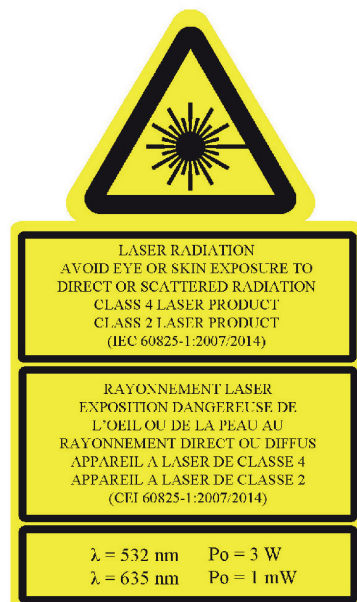 LASER RADIATION
AVOID EYE OR SKIN EXPOSURE TO
DIRECT OR SCATTERED RADIATION
CLASS 4 LASER PRODUCT
CLASS 2 LASER PRODUCT
(IEC 60825-1:2007/2014)
RAYONNEMENT LASER
EXPOSITION DANGEREUSE DE
L'OEIL OU DE LA PEAU AU
RAYONNEMENT DIRECT OU DIFFUS
APPAREIL A LASER DE CLASSE 4
APPAREIL A LASER DE CLASSE 2
(CEI 60825-1:2007/2014)
λ = 532 nm Po = 3 W
λ = 635 nm Po = 1 mW